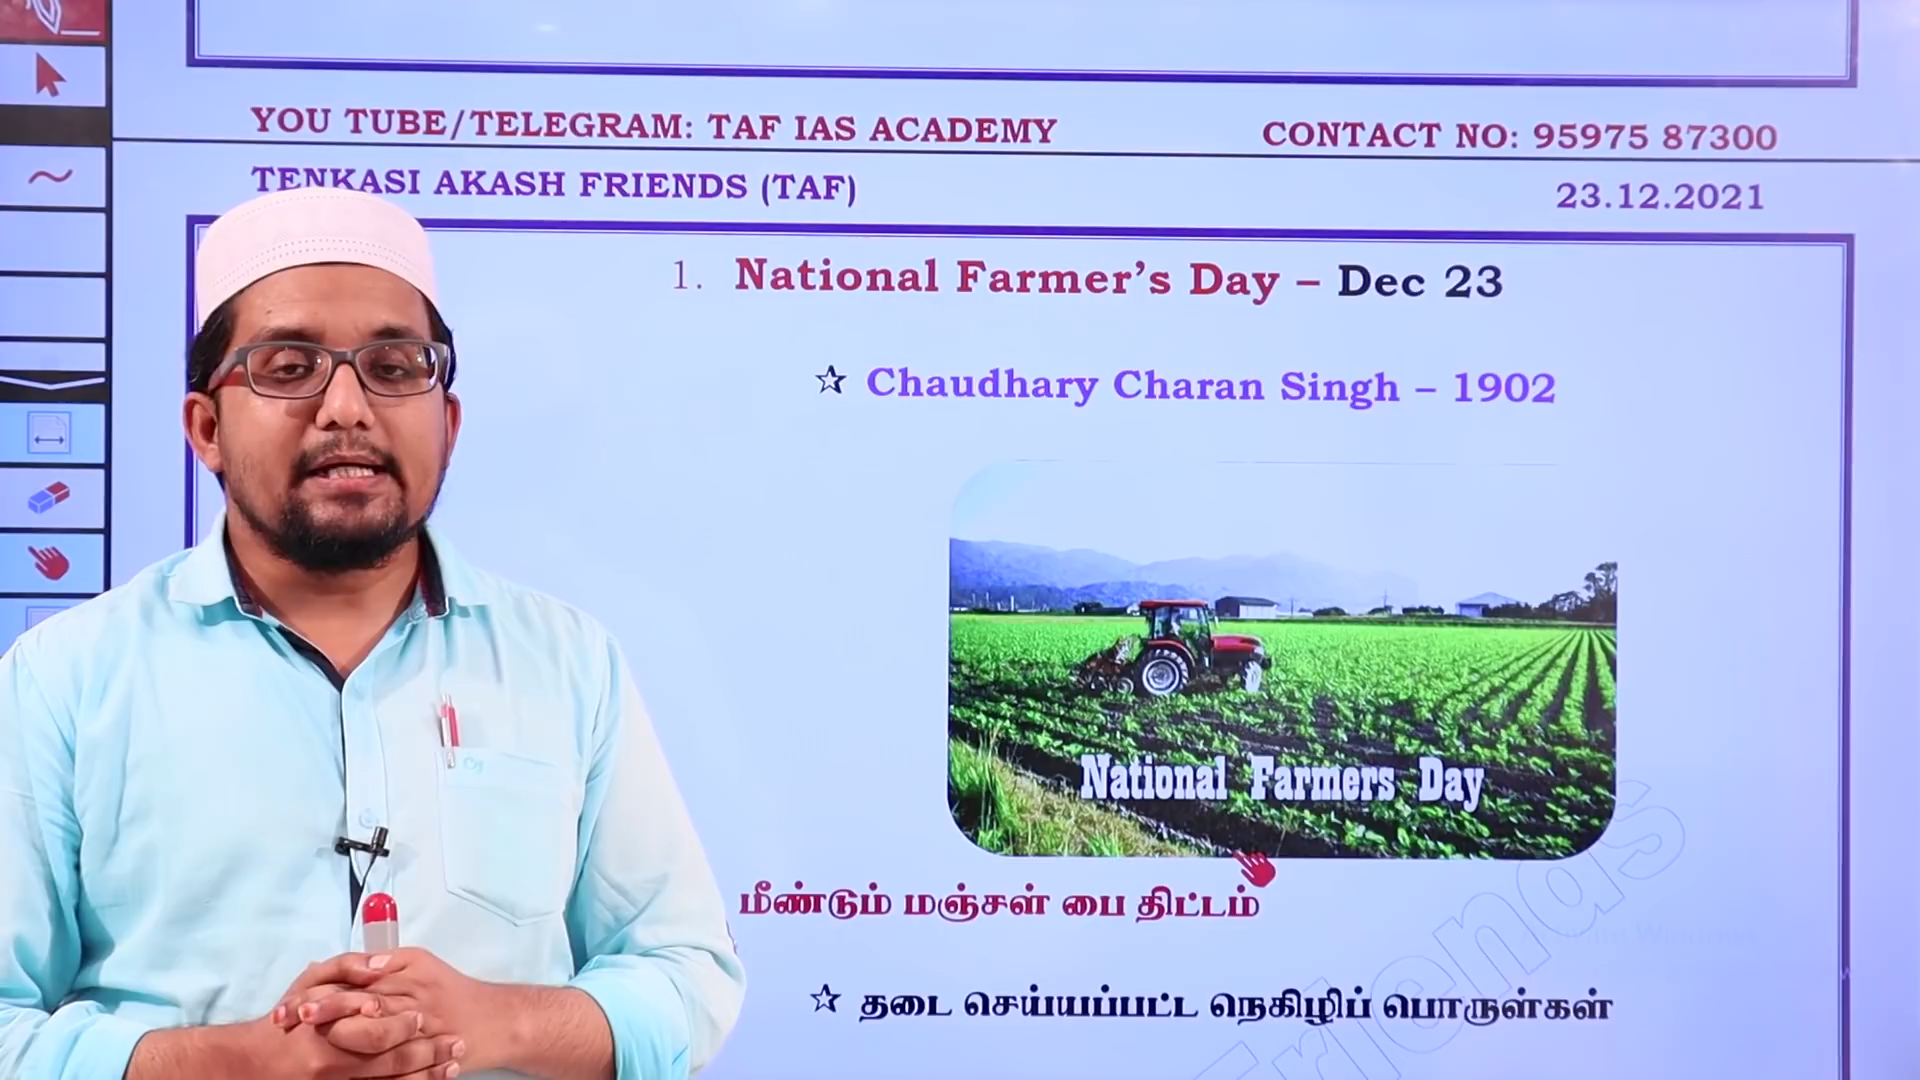 YOU TUBE/TELEGRAM: TAF IAS ACADEMY CONTACT NO: 95975 87300
TENKASI AKASH FRIENDS (TAF) 23.12.2021
1. National Farmer's Day – Dec 23
☆ Chaudhary Charan Singh – 1902
National Farmers Day
மீண்டும் மஞ்சள் பை திட்டம்
☆ தடை செய்யப்பட்ட நெகிழிப் பொருள்கள்
Friends